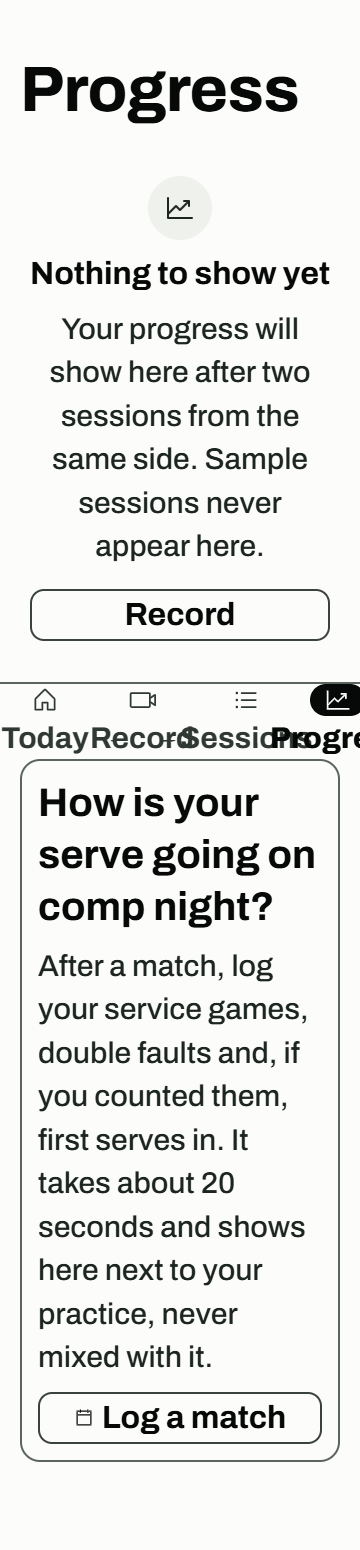 Progress
Nothing to show yet
Your progress will
show here after two
sessions from the
same side. Sample
sessions never
appear here.
Record
Today Record Sessions Progre
How is your
serve going on
comp night?
After a match, log
your service games,
double faults and, if
you counted them,
first serves in. It
takes about 20
seconds and shows
here next to your
practice, never
mixed with it.
Log a match